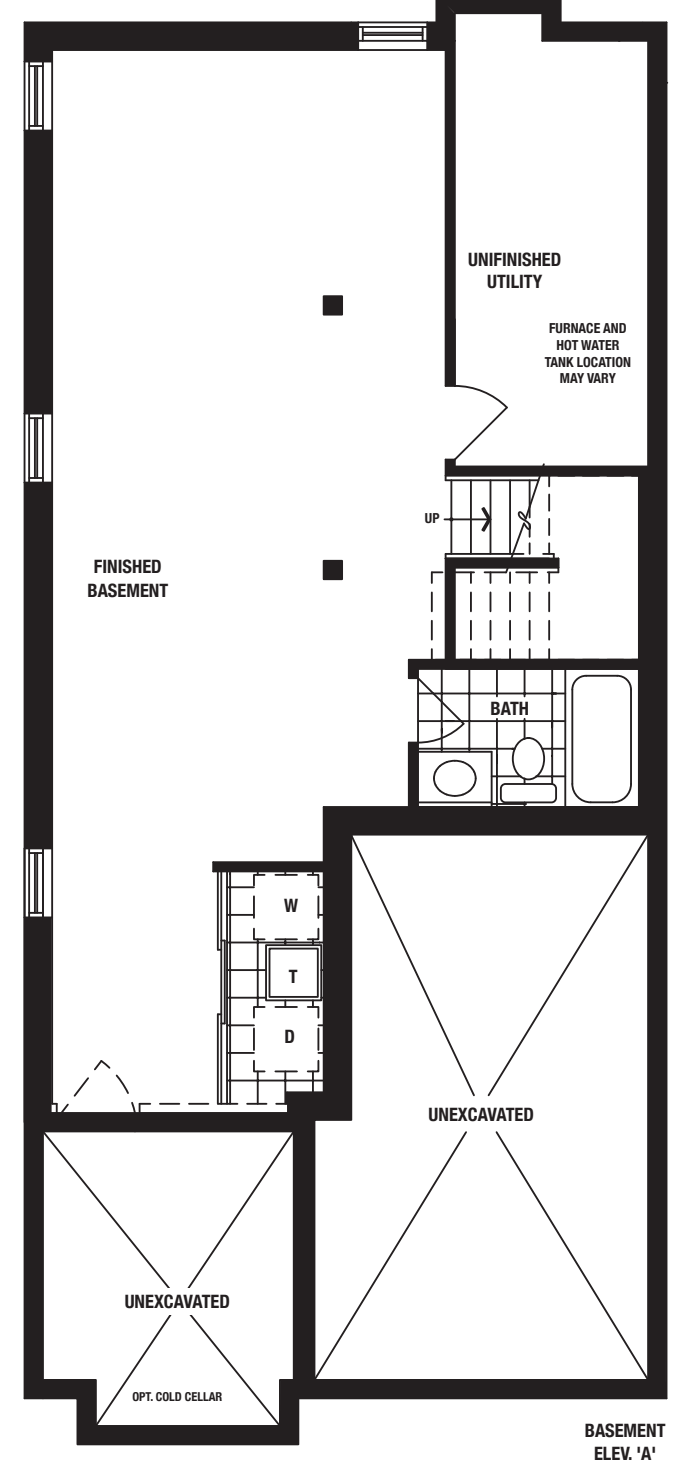 UNIFINISHED
UTILITY
FURNACE AND
HOT WATER
TANK LOCATION
MAY VARY
UP
FINISHED
BASEMENT
BATH
W
T
D
UNEXCAVATED
UNEXCAVATED
OPT. COLD CELLAR
BASEMENT
ELEV. 'A'